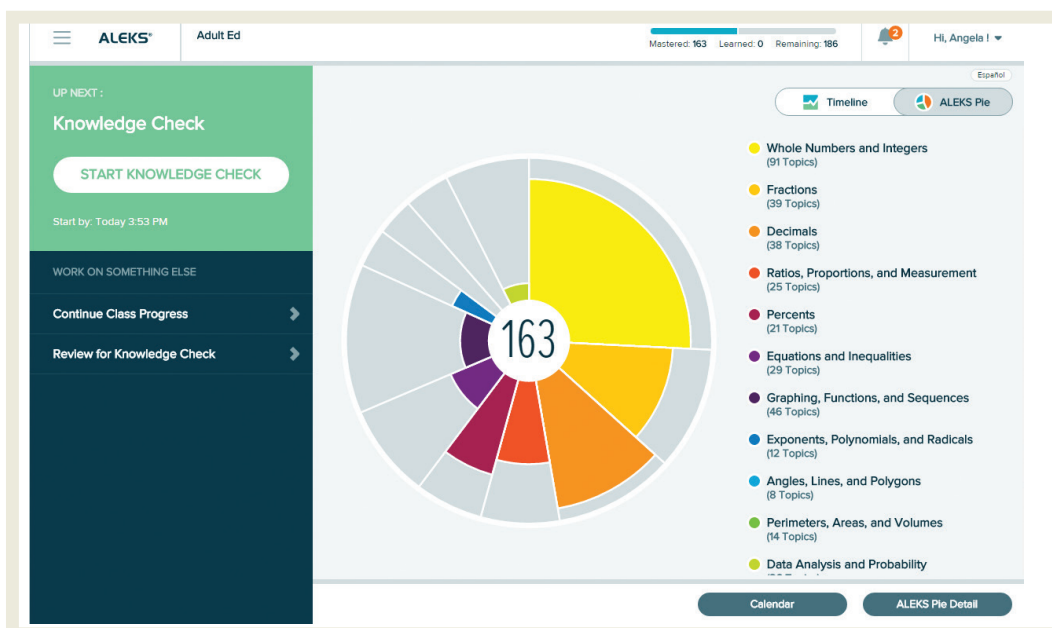 ALEKS®
Adult Ed
Mastered: 163 Learned: 0 Remaining: 186
2
Hi, Angela !
UP NEXT :
Knowledge Check
START KNOWLEDGE CHECK
Start by: Today 3:53 PM
WORK ON SOMETHING ELSE
Continue Class Progress
Review for Knowledge Check
163
Español
Timeline
ALEKS Pie
Whole Numbers and Integers
(91 Topics)
Fractions
(39 Topics)
Decimals
(38 Topics)
Ratios, Proportions, and Measurement
(25 Topics)
Percents
(21 Topics)
Equations and Inequalities
(29 Topics)
Graphing, Functions, and Sequences
(46 Topics)
Exponents, Polynomials, and Radicals
(12 Topics)
Angles, Lines, and Polygons
(8 Topics)
Perimeters, Areas, and Volumes
(14 Topics)
Data Analysis and Probability
Calendar
ALEKS Pie Detail